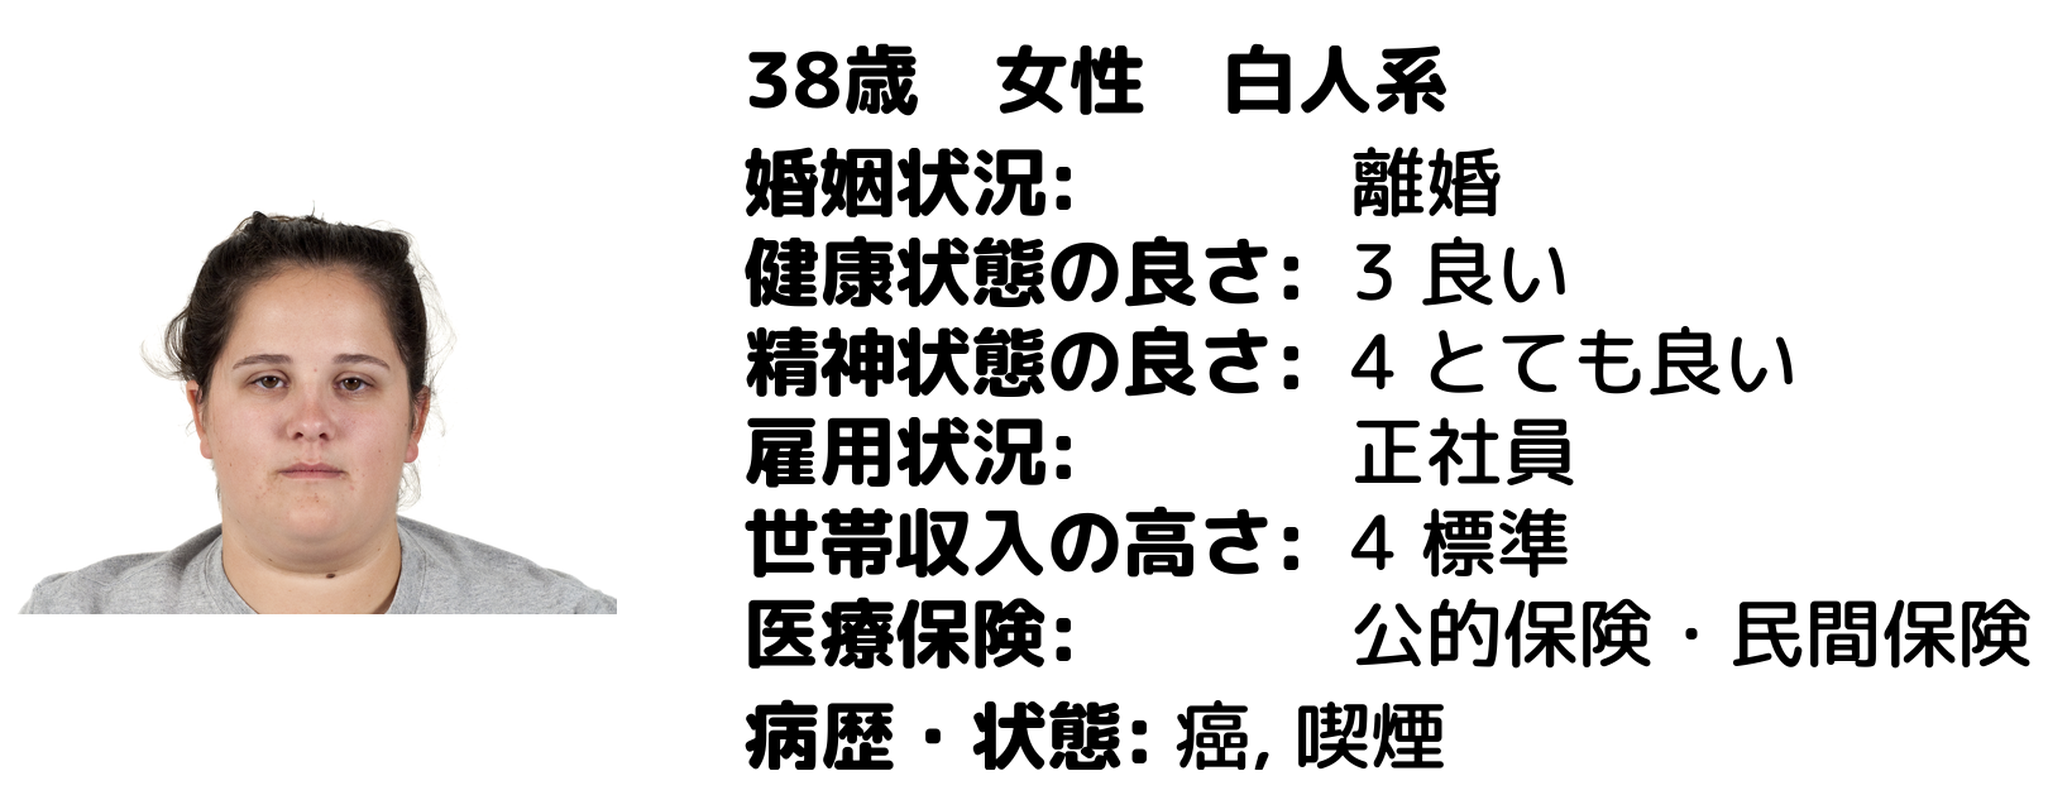 38歳　女性　白人系
婚姻状況: 離婚
健康状態の良さ: 3 良い
精神状態の良さ: 4 とても良い
雇用状況: 正社員
世帯収入の高さ: 4 標準
医療保険: 公的保険・民間保険
病歴・状態: 癌, 喫煙